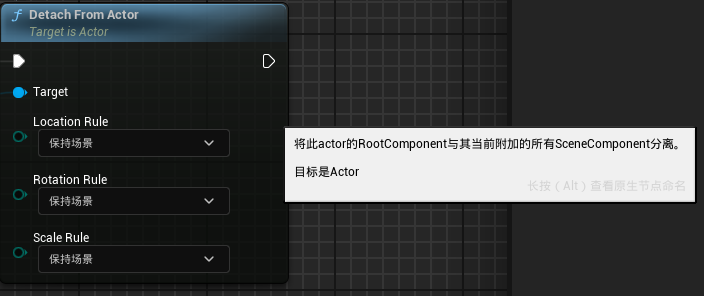 Detach From Actor
Target is Actor
Target
Location Rule
保持场景
Rotation Rule
保持场景
Scale Rule
保持场景
将此actor的RootComponent与其当前附加的所有SceneComponent分离。
目标是Actor
长按（Alt）查看原生节点命名